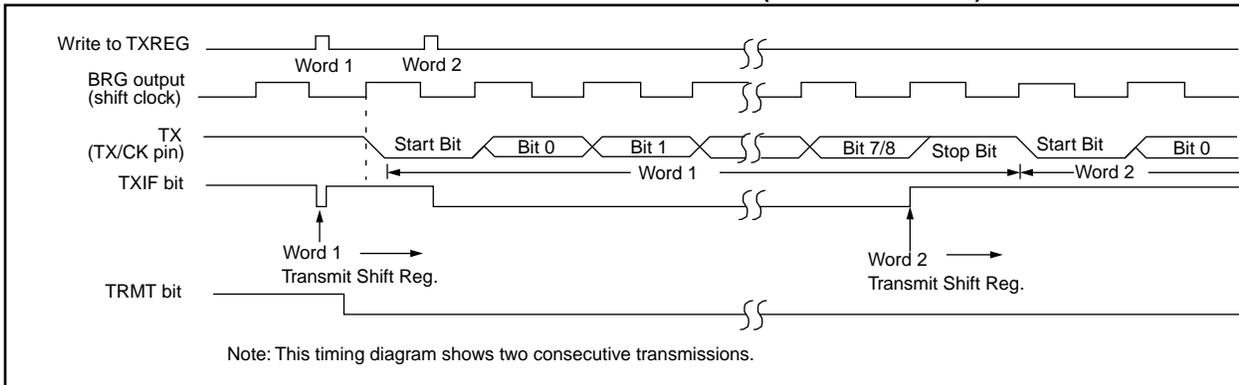 Write to TXREG
Word 1
Word 2
BRG output
(shift clock)
TX
(TX/CK pin)
Start Bit
Bit 0
Bit 1
Bit 7/8
Stop Bit
Start Bit
Bit 0
Word 1
Word 2
TXIF bit
Word 1
Transmit Shift Reg.
Word 2
Transmit Shift Reg.
TRMT bit
Note: This timing diagram shows two consecutive transmissions.